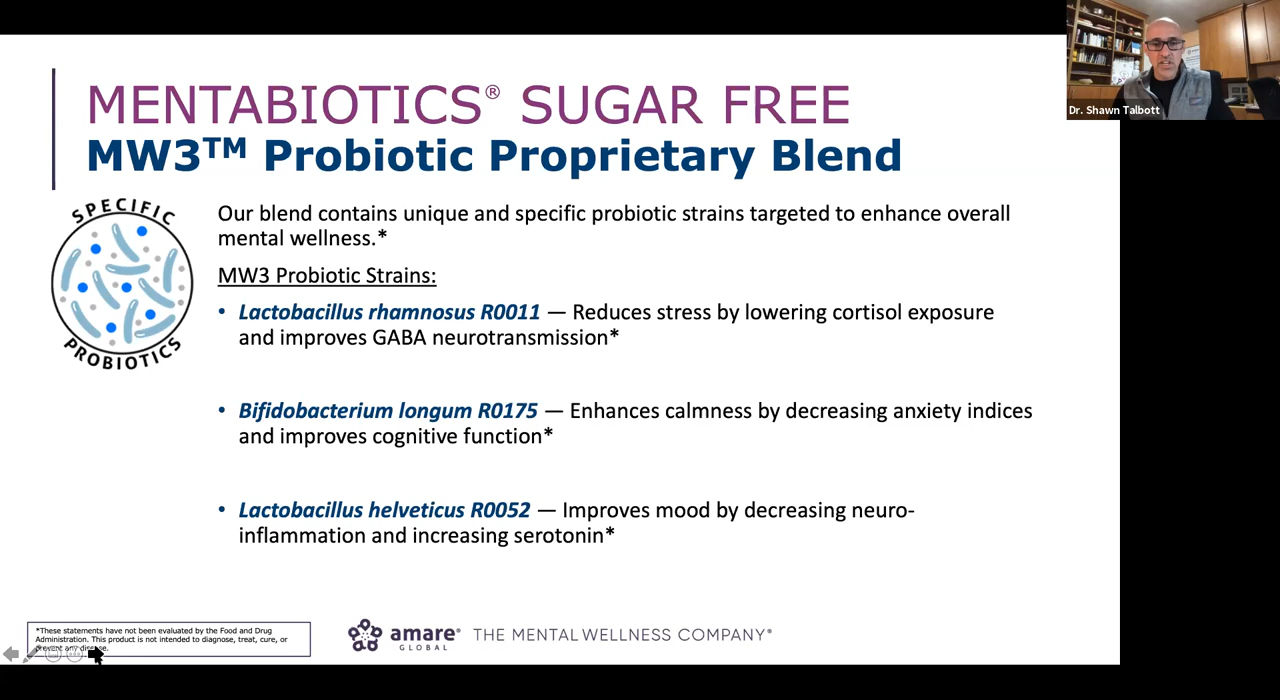 Dr. Shawn Talbott
MENTABIOTICS® SUGAR FREE
MW3™ Probiotic Proprietary Blend
SPECIFIC
PROBIOTICS
Our blend contains unique and specific probiotic strains targeted to enhance overall
mental wellness.*
MW3 Probiotic Strains:
• Lactobacillus rhamnosus R0011 — Reduces stress by lowering cortisol exposure
and improves GABA neurotransmission*
• Bifidobacterium longum R0175 — Enhances calmness by decreasing anxiety indices
and improves cognitive function*
• Lactobacillus helveticus R0052 — Improves mood by decreasing neuro-
inflammation and increasing serotonin*
*These statements have not been evaluated by the Food and Drug
Administration. This product is not intended to diagnose, treat, cure, or
prevent any disease.
amare®
GLOBAL
THE MENTAL WELLNESS COMPANY®